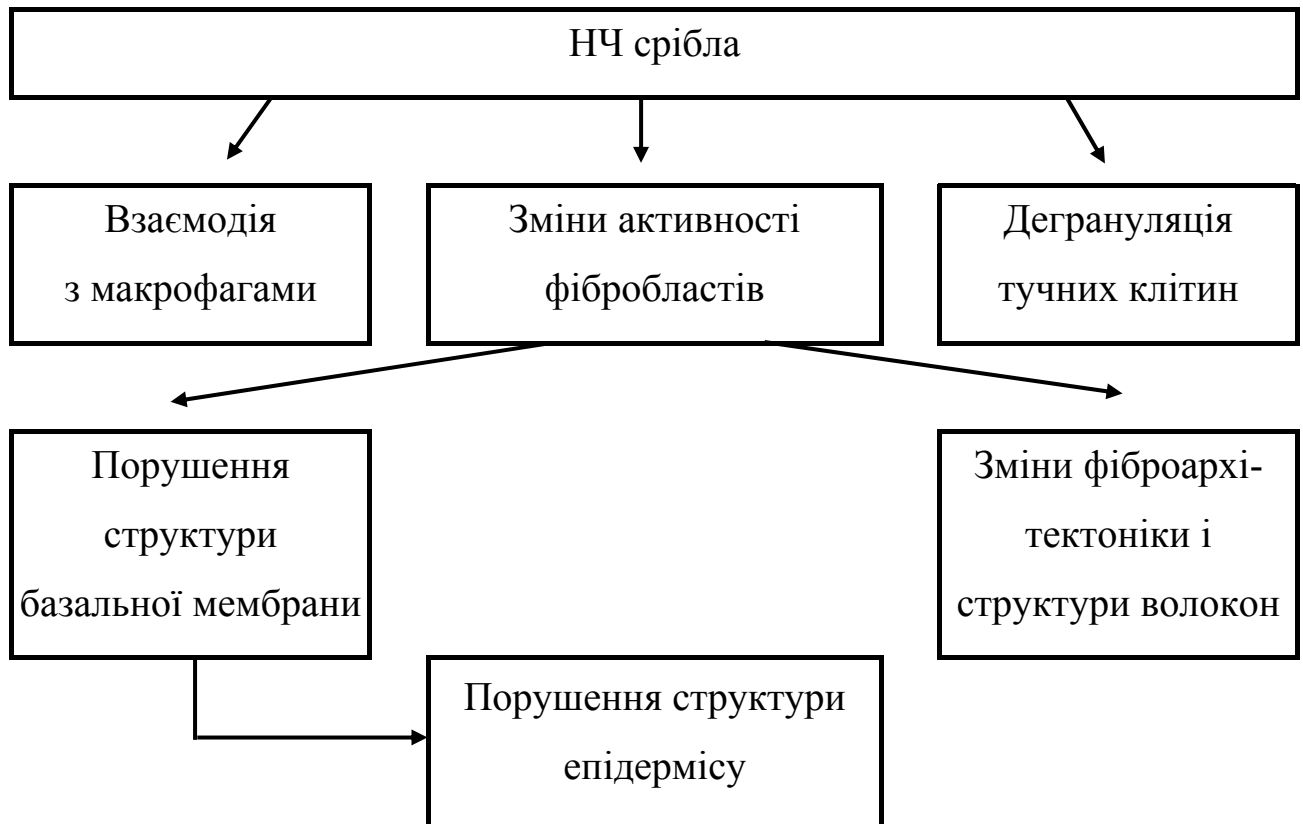 НЧ срібла
Взаємодія
з макрофагами
Зміни активності
фібробластів
Дегрануляція
тучних клітин
Порушення
структури
базальної мембрани
Зміни фіброархі-
тектоніки і
структури волокон
Порушення структури
епідермісу